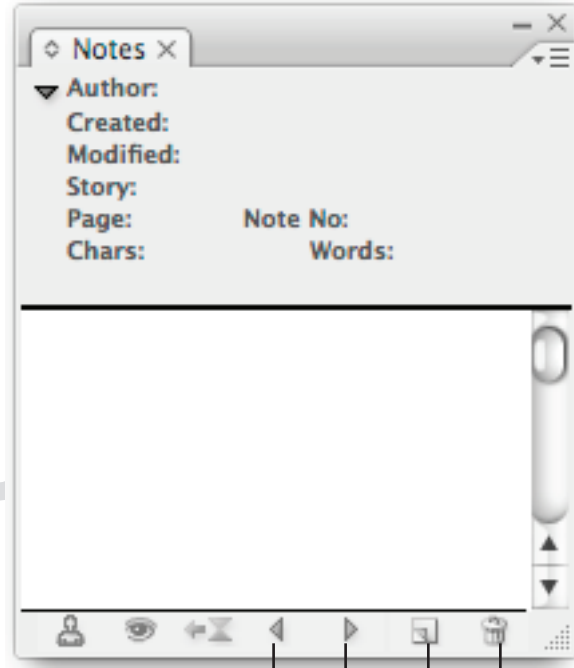 Notes
Author:
Created:
Modified:
Story:
Page: Note No:
Chars: Words: